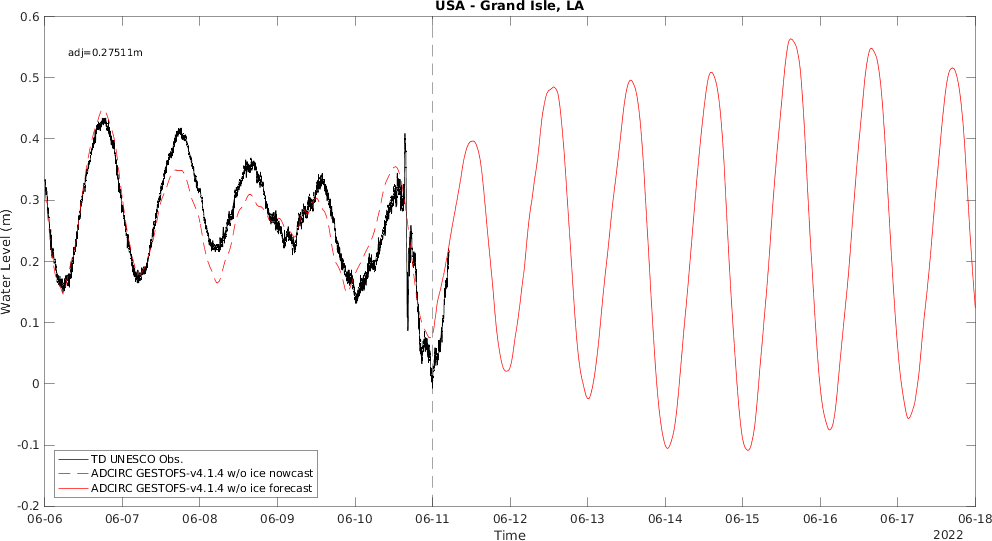 USA - Grand Isle, LA
adj=0.27511m
0.6
0.5
0.4
0.3
0.2
0.1
0
-0.1
-0.2
Water Level (m)
TD UNESCO Obs.
ADCIRC GESTOFS-v4.1.4 w/o ice nowcast
ADCIRC GESTOFS-v4.1.4 w/o ice forecast
06-06 06-07 06-08 06-09 06-10 06-11 06-12 06-13 06-14 06-15 06-16 06-17 06-18
Time
2022